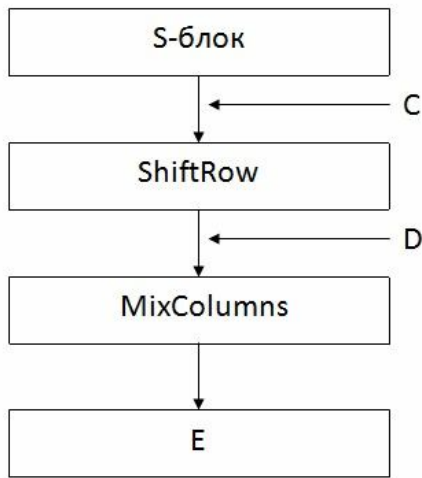 S-блок
C
ShiftRow
D
MixColumns
E